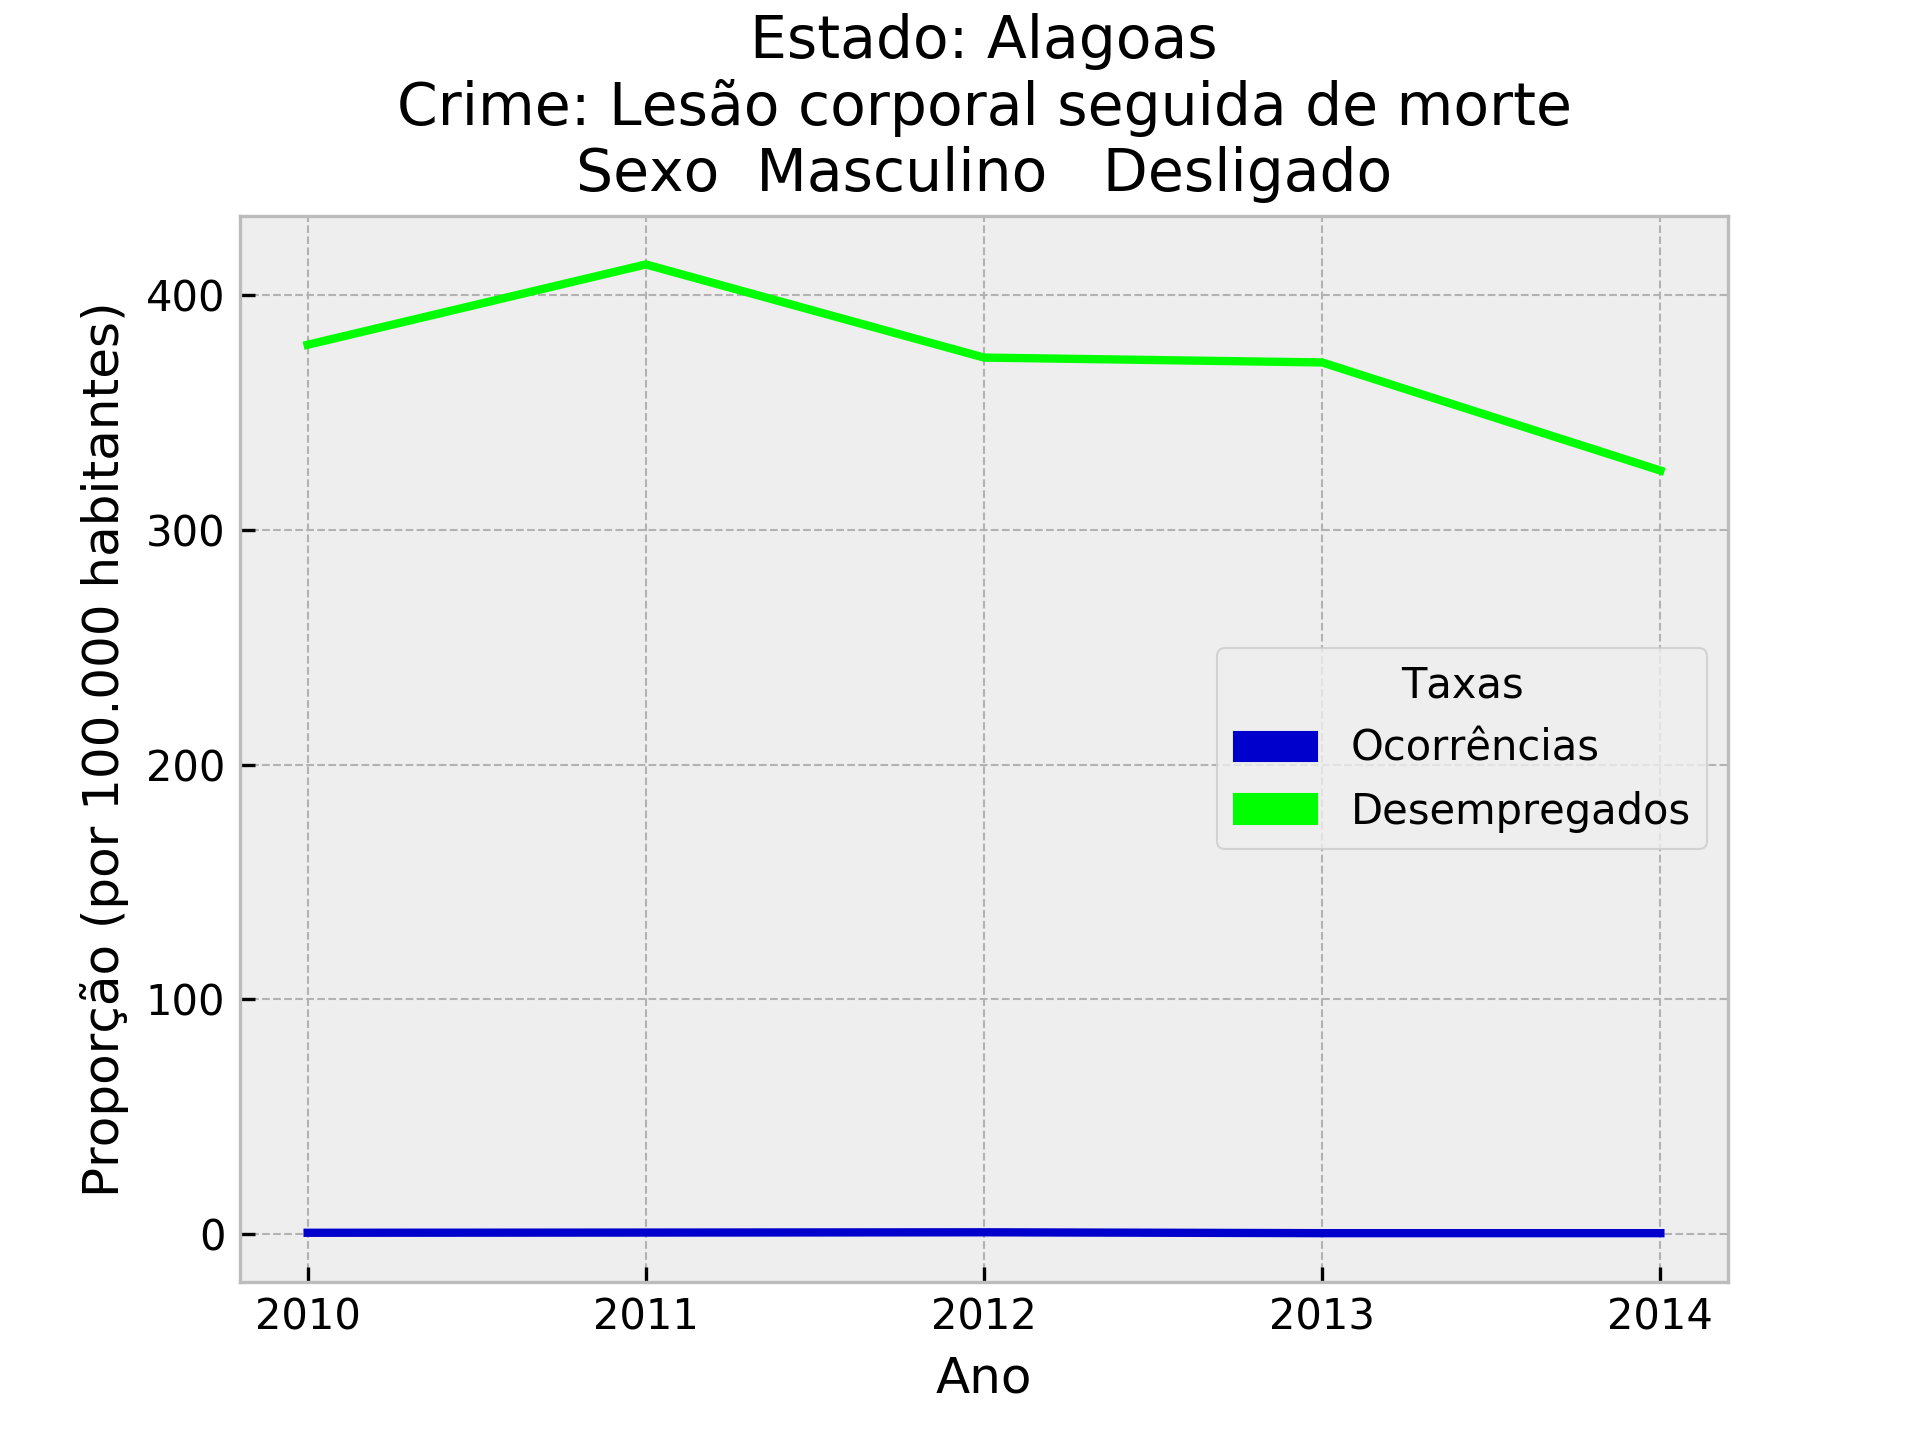 Estado: Alagoas
Crime: Lesão corporal seguida de morte
Sexo  Masculino   Desligado
Proporção (por 100.000 habitantes)
400
300
200
100
0
Taxas
Ocorrências
Desempregados
2010 2011 2012 2013 2014
Ano